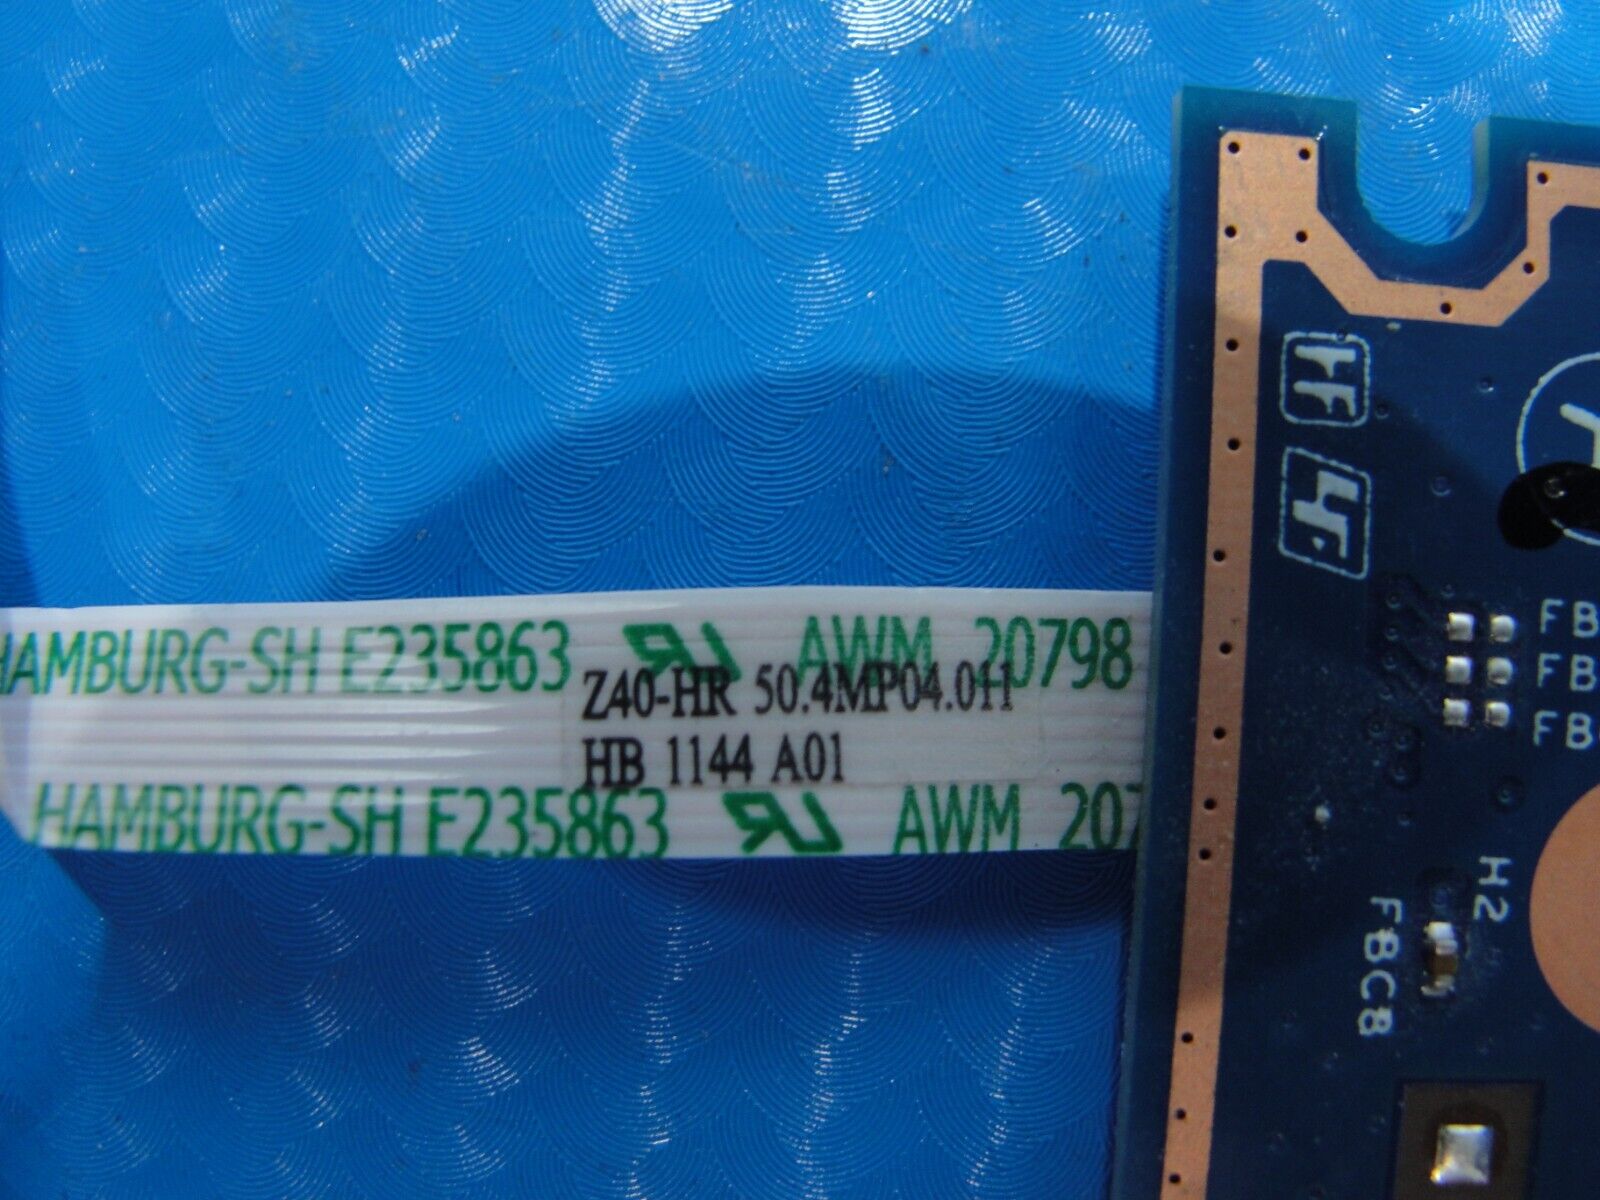 HAMBURG-SH E235863 AWM 20798
Z40-HR 50.4MP04.011
HB 1144 A01
HAMBURG-SH E235863 AWM
FB
FB
FB
H2
FBC8